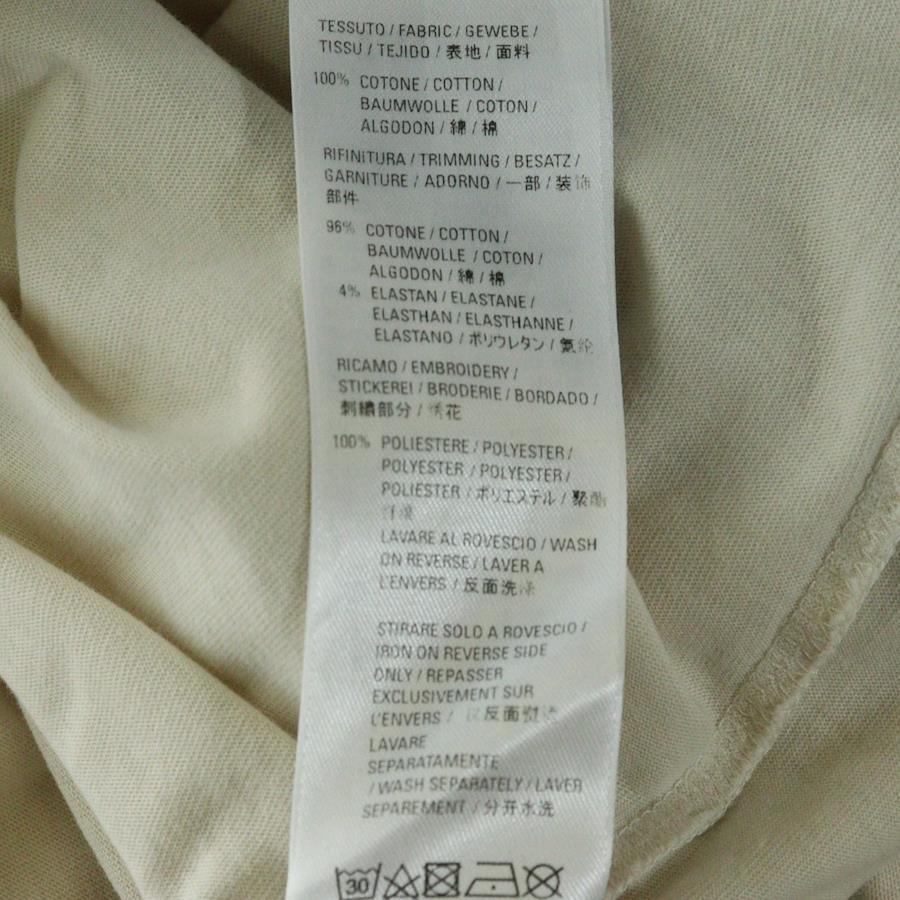 TESSUTO / FABRIC / GEWEBE /
TISSU / TEJIDO / 表地 / 面料
100% COTONE / COTTON /
BAUMWOLLE / COTON /
ALGODON / 綿 / 棉
RIFINITURA / TRIMMING / BESATZ /
GARNITURE / ADORNO / 一部 / 装饰
部件
96% COTONE / COTTON /
BAUMWOLLE / COTON /
ALGODON / 綿 / 棉
4% ELASTAN / ELASTANE /
ELASTHAN / ELASTHANNE /
ELASTANO / ポリウレタン / 氨纶
RICAMO / EMBROIDERY /
STICKEREI / BRODERIE / BORDADO /
刺繍部分 / 绣花
100% POLIESTERE / POLYESTER /
POLYESTER / POLYESTER /
POLIESTER / ポリエステル / 聚酯
LAVARE AL ROVESCIO / WASH
ON REVERSE / LAVER A
L'ENVERS / 反面洗涤
STIRARE SOLO A ROVESCIO /
IRON ON REVERSE SIDE
ONLY / REPASSER
EXCLUSIVEMENT SUR
L'ENVERS / 反面熨
LAVARE
SEPARATAMENTE
/ WASH SEPARATELY / LAVER
SEPAREMENT / 分开水洗
30